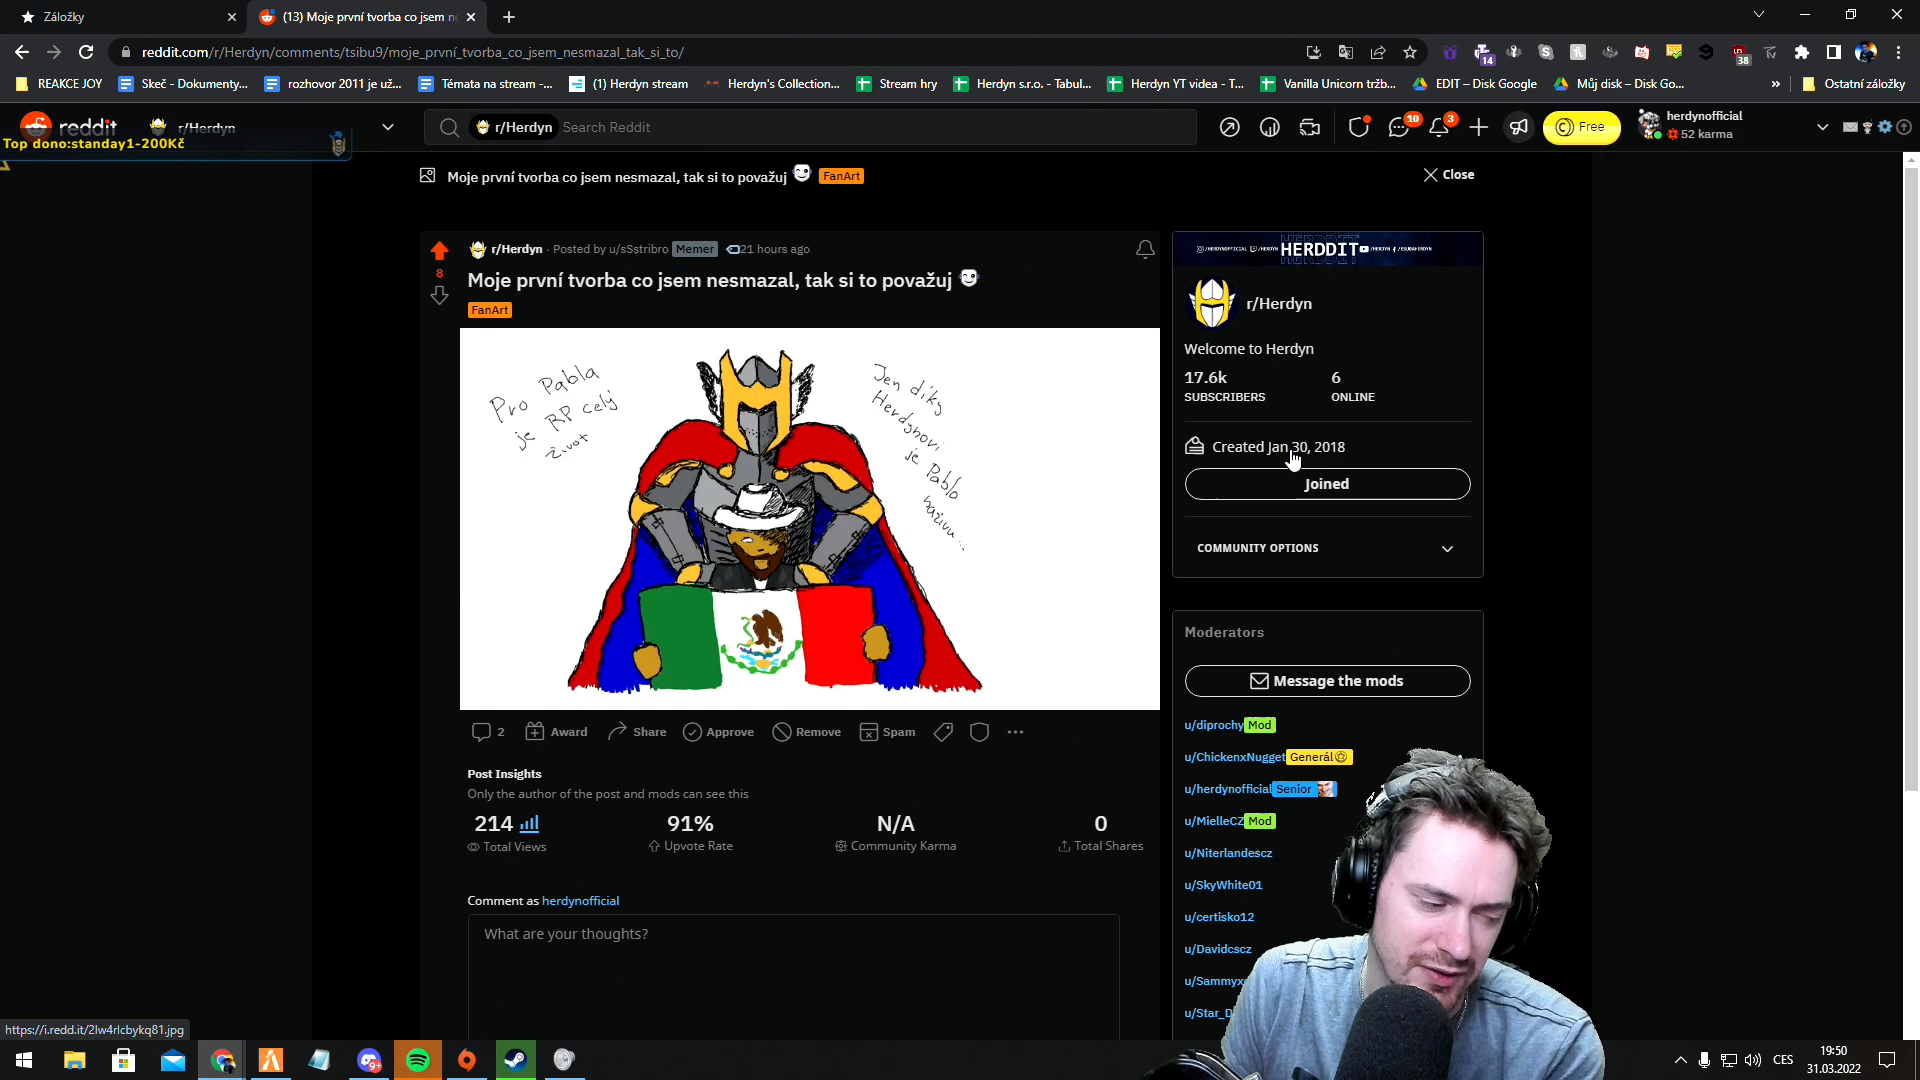 Záložky
(13) Moje první tvorba co jsem ne
reddit.com/r/Herdyn/comments/tsibu9/moje_první_tvorba_co_jsem_nesmazal_tak_si_to/
14
38
REAKCE JOY
Skeč - Dokumenty...
rozhovor 2011 je už...
Témata na stream -...
(1) Herdyn stream
Herdyn's Collection...
Stream hry
Herdyn s.r.o. - Tabul...
Herdyn YT videa - T...
Vanilla Unicorn tržb...
EDIT – Disk Google
Můj disk – Disk Go...
»
Ostatní záložky
reddit
r/Herdyn
r/Herdyn
Search Reddit
10
3
Free
herdynofficial
52 karma
Top dono:standay1-200Kč
Moje první tvorba co jsem nesmazal, tak si to považuj
FanArt
Close
8
r/Herdyn · Posted by u/sSstribro Memer 21 hours ago
Moje první tvorba co jsem nesmazal, tak si to považuj
FanArt
Pro Pabla
je RP celý
život
Jen díky
Herdynovi
je Pablo
naživu...
2
Award
Share
Approve
Remove
Spam
Post Insights
Only the author of the post and mods can see this
214
Total Views
91%
Upvote Rate
N/A
Community Karma
0
Total Shares
Comment as herdynofficial
What are your thoughts?
HERDDIT
r/Herdyn
Welcome to Herdyn
17.6k
SUBSCRIBERS
6
ONLINE
Created Jan 30, 2018
Joined
COMMUNITY OPTIONS
Moderators
Message the mods
u/diprochy Mod
u/ChickenxNugget Generál
u/herdynofficial Senior
u/MielleCZ Mod
u/Niterlandescz
u/SkyWhite01
u/certisko12
u/Davidcscz
u/Sammyx
u/Star_D
https://i.redd.it/2lw4rlcbykq81.jpg
9+
CES
19:50
31.03.2022